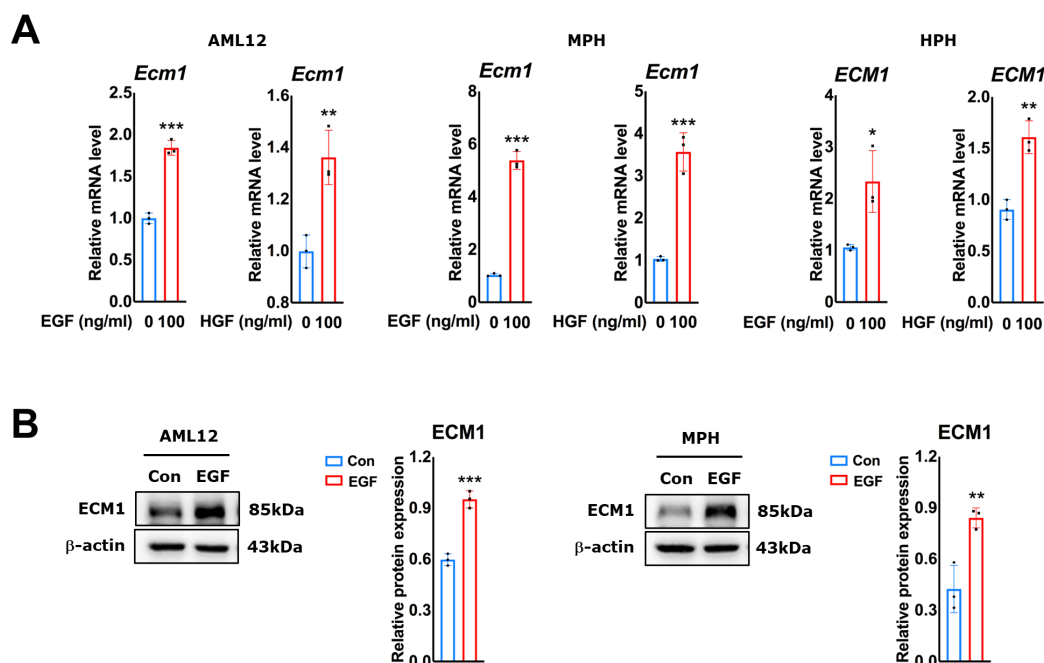 A
AML12 MPH HPH
Ecm1 Ecm1 Ecm1 Ecm1 ECM1 ECM1
Relative mRNA level
2.5
2.0
1.5
1.0
0.5
0.0
***
EGF (ng/ml) 0 100
Relative mRNA level
1.6
1.4
1.2
1.0
0.8
**
HGF (ng/ml) 0 100
Relative mRNA level
8
6
4
2
0
***
EGF (ng/ml) 0 100
Relative mRNA level
5
4
3
2
1
0
***
HGF (ng/ml) 0 100
Relative mRNA level
4
3
2
1
0
*
EGF (ng/ml) 0 100
Relative mRNA level
2.0
1.5
1.0
0.5
0.0
**
HGF (ng/ml) 0 100
B
AML12
Con EGF
ECM1 85kDa
β-actin 43kDa
ECM1
Con
EGF
Relative protein expression
1.2
0.9
0.6
0.3
0.0
***
MPH
Con EGF
ECM1 85kDa
β-actin 43kDa
ECM1
Con
EGF
Relative protein expression
1.2
0.9
0.6
0.3
0.0
**